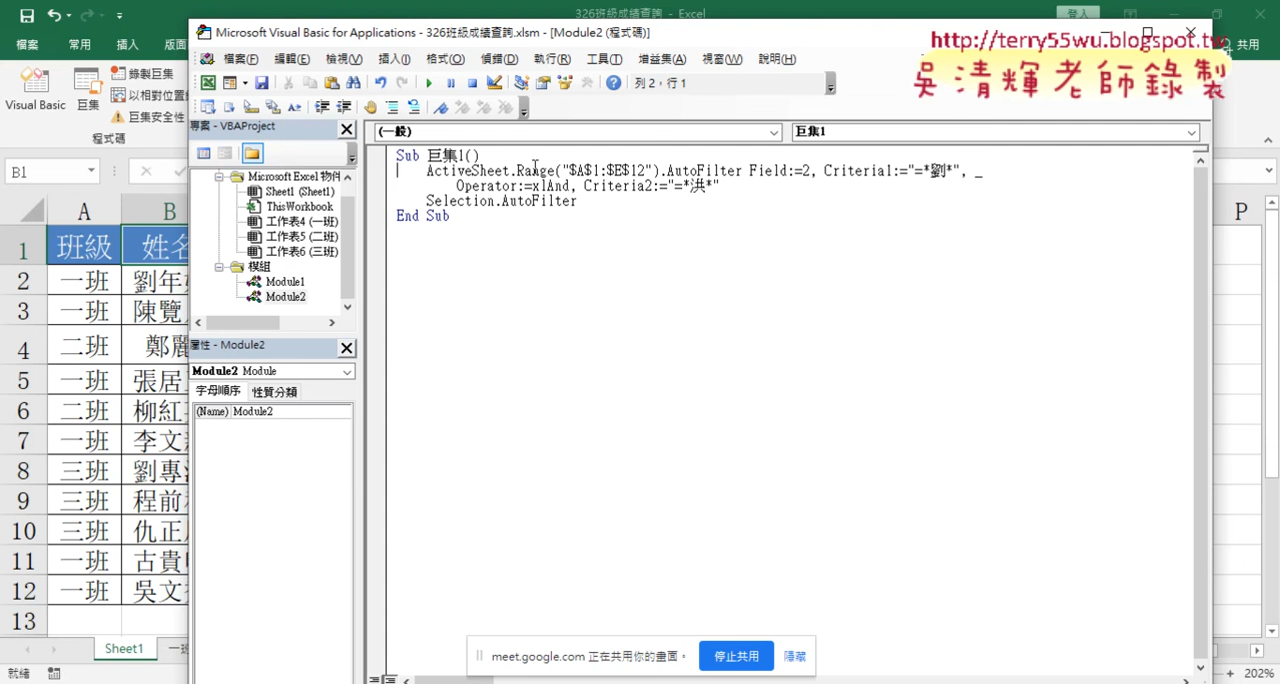 326班級成績查詢 - Excel
登入
檔案
常用
插入
版面
共用
Visual Basic
巨集
錄製巨集
以相對位置
巨集安全性
程式碼
B1
Microsoft Visual Basic for Applications - 326班級成績查詢.xlsm - [Module2 (程式碼)]
http://terry55wu.blogspot.tw
吳清輝老師錄製
檔案(F) 編輯(E) 檢視(V) 插入(I) 格式(O) 偵錯(D) 執行(R) 工具(T) 增益集(A) 視窗(W) 說明(H)
列 2，行 1
專案 - VBAProject
Microsoft Excel 物件
Sheet1 (Sheet1)
ThisWorkbook
工作表4 (一班)
工作表5 (二班)
工作表6 (三班)
模組
Module1
Module2
屬性 - Module2
Module2 Module
字母順序 性質分類
(Name) Module2
(一般)
巨集1
Sub 巨集1()
ActiveSheet.Range("$A$1:$E$12").AutoFilter Field:=2, Criteria1:="=*劉*", _
Operator:=xlAnd, Criteria2:="=*洪*"
Selection.AutoFilter
End Sub
A B P
1 班級 姓名
2 一班 劉年
3 一班 陳覽
4 二班 鄭麗
5 一班 張居
6 二班 柳紅
7 一班 李文
8 三班 劉專
9 三班 程前
10 三班 仇正
11 一班 古貴
12 一班 吳文
13
Sheet1
一班
meet.google.com 正在共用你的畫面。
停止共用
隱藏
就緒
202%